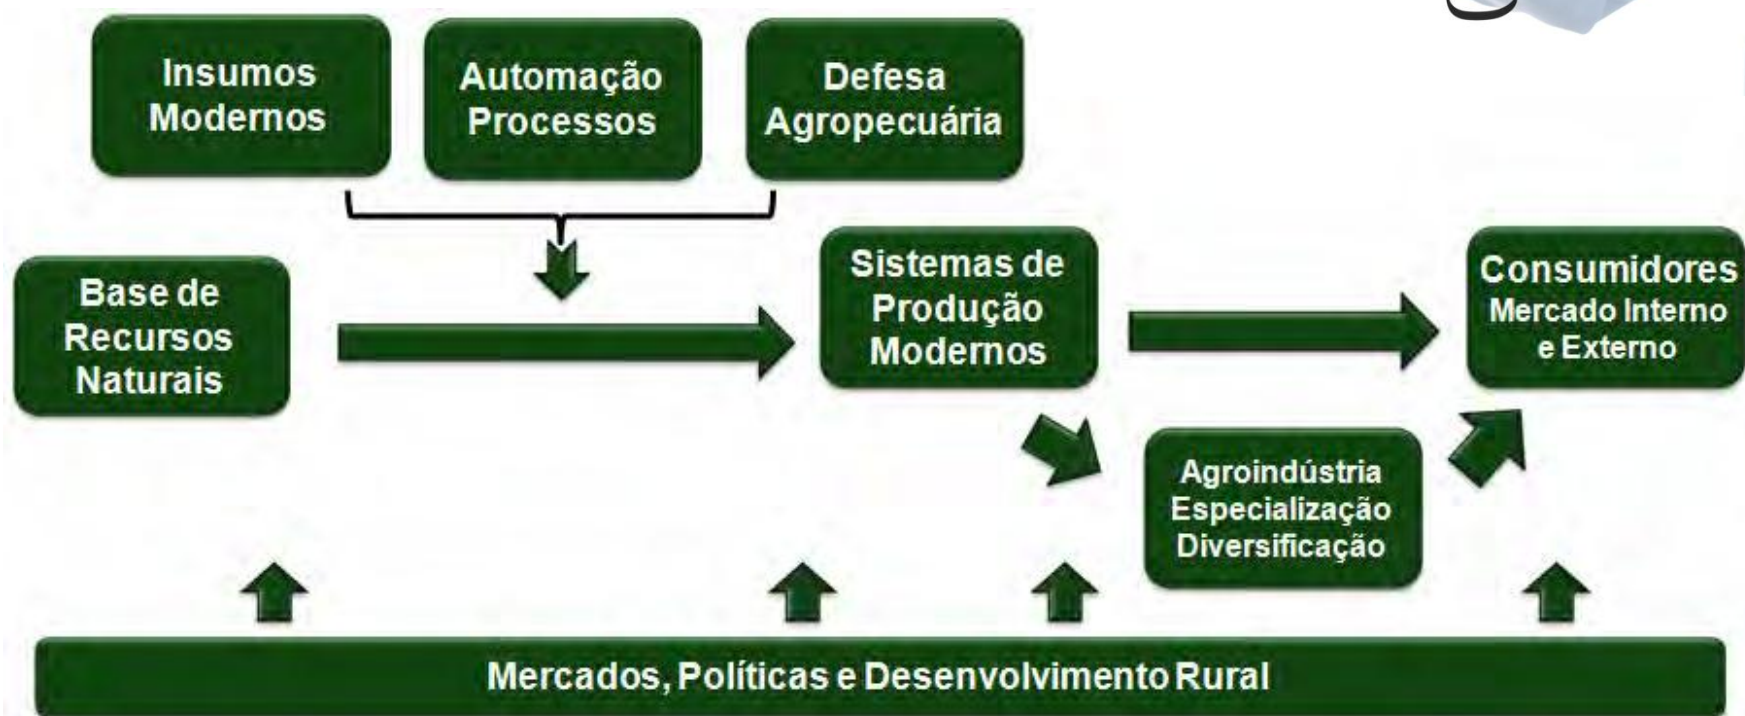 Insumos
Modernos
Automação
Processos
Defesa
Agropecuária
Base de
Recursos
Naturais
Sistemas de
Produção
Modernos
Consumidores
Mercado Interno
e Externo
Agroindústria
Especialização
Diversificação
Mercados, Políticas e Desenvolvimento Rural